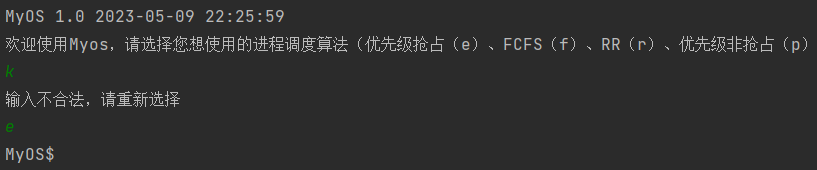 MyOS 1.0 2023-05-09 22:25:59
欢迎使用Myos, 请选择您想使用的进程调度算法（优先级抢占（e）、FCFS（f）、RR（r）、优先级非抢占（p）
k
输入不合法，请重新选择
e
MyOS$